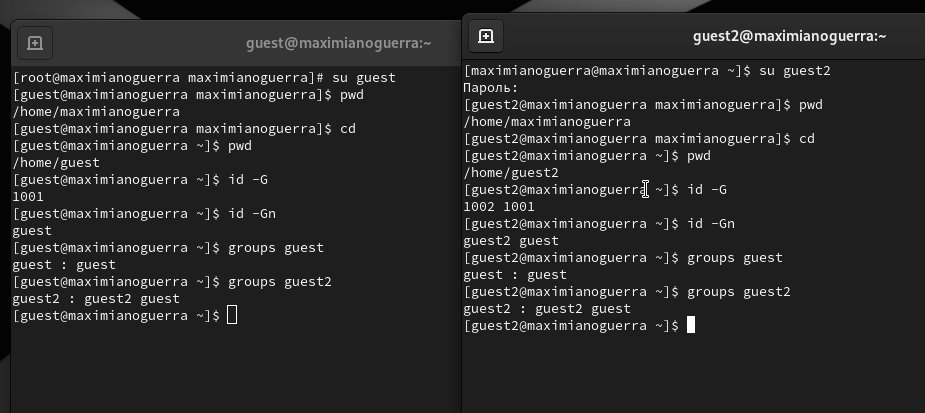 guest@maximianoguerra:~
[root@maximianoguerra maximianoguerra]# su guest
[guest@maximianoguerra maximianoguerra]$ pwd
/home/maximianoguerra
[guest@maximianoguerra maximianoguerra]$ cd
[guest@maximianoguerra ~]$ pwd
/home/guest
[guest@maximianoguerra ~]$ id -G
1001
[guest@maximianoguerra ~]$ id -Gn
guest
[guest@maximianoguerra ~]$ groups guest
guest : guest
[guest@maximianoguerra ~]$ groups guest2
guest2 : guest2 guest
[guest@maximianoguerra ~]$
guest2@maximianoguerra:~
[maximianoguerra@maximianoguerra ~]$ su guest2
Пароль:
[guest2@maximianoguerra maximianoguerra]$ pwd
/home/maximianoguerra
[guest2@maximianoguerra maximianoguerra]$ cd
[guest2@maximianoguerra ~]$ pwd
/home/guest2
[guest2@maximianoguerra ~]$ id -G
1002 1001
[guest2@maximianoguerra ~]$ id -Gn
guest2 guest
[guest2@maximianoguerra ~]$ groups guest
guest : guest
[guest2@maximianoguerra ~]$ groups guest2
guest2 : guest2 guest
[guest2@maximianoguerra ~]$